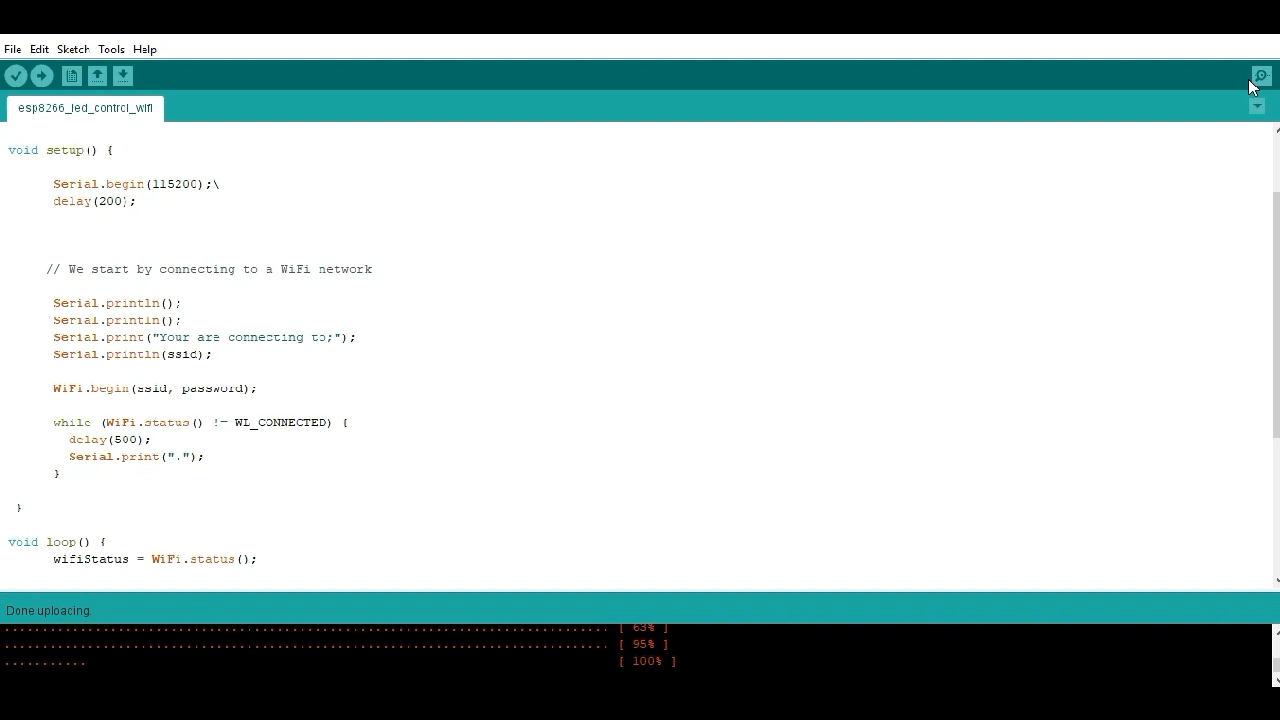 File Edit Sketch Tools Help
esp8266_led_control_wifi
void setup() {
Serial.begin(115200);\
delay(200);
// We start by connecting to a WiFi network
Serial.println();
Serial.println();
Serial.print("Your are connecting to;");
Serial.println(ssid);
WiFi.begin(ssid, password);
while (WiFi.status() != WL_CONNECTED) {
delay(500);
Serial.print(".");
}
}
void loop() {
wifiStatus = WiFi.status();
Done uploading.
................................................................................ [ 63% ]
................................................................................ [ 95% ]
........... [ 100% ]